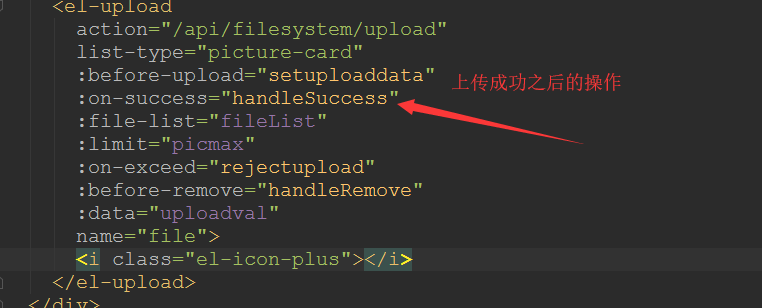 <el-upload
action="/api/filesystem/upload"
list-type="picture-card"
:before-upload="setuploaddata"
上传成功之后的操作
:on-success="handleSuccess"
:file-list="fileList"
:limit="picmax"
:on-exceed="rejectupload"
:before-remove="handleRemove"
:data="uploadval"
name="file">
<i class="el-icon-plus"></i>
</el-upload>
</div>